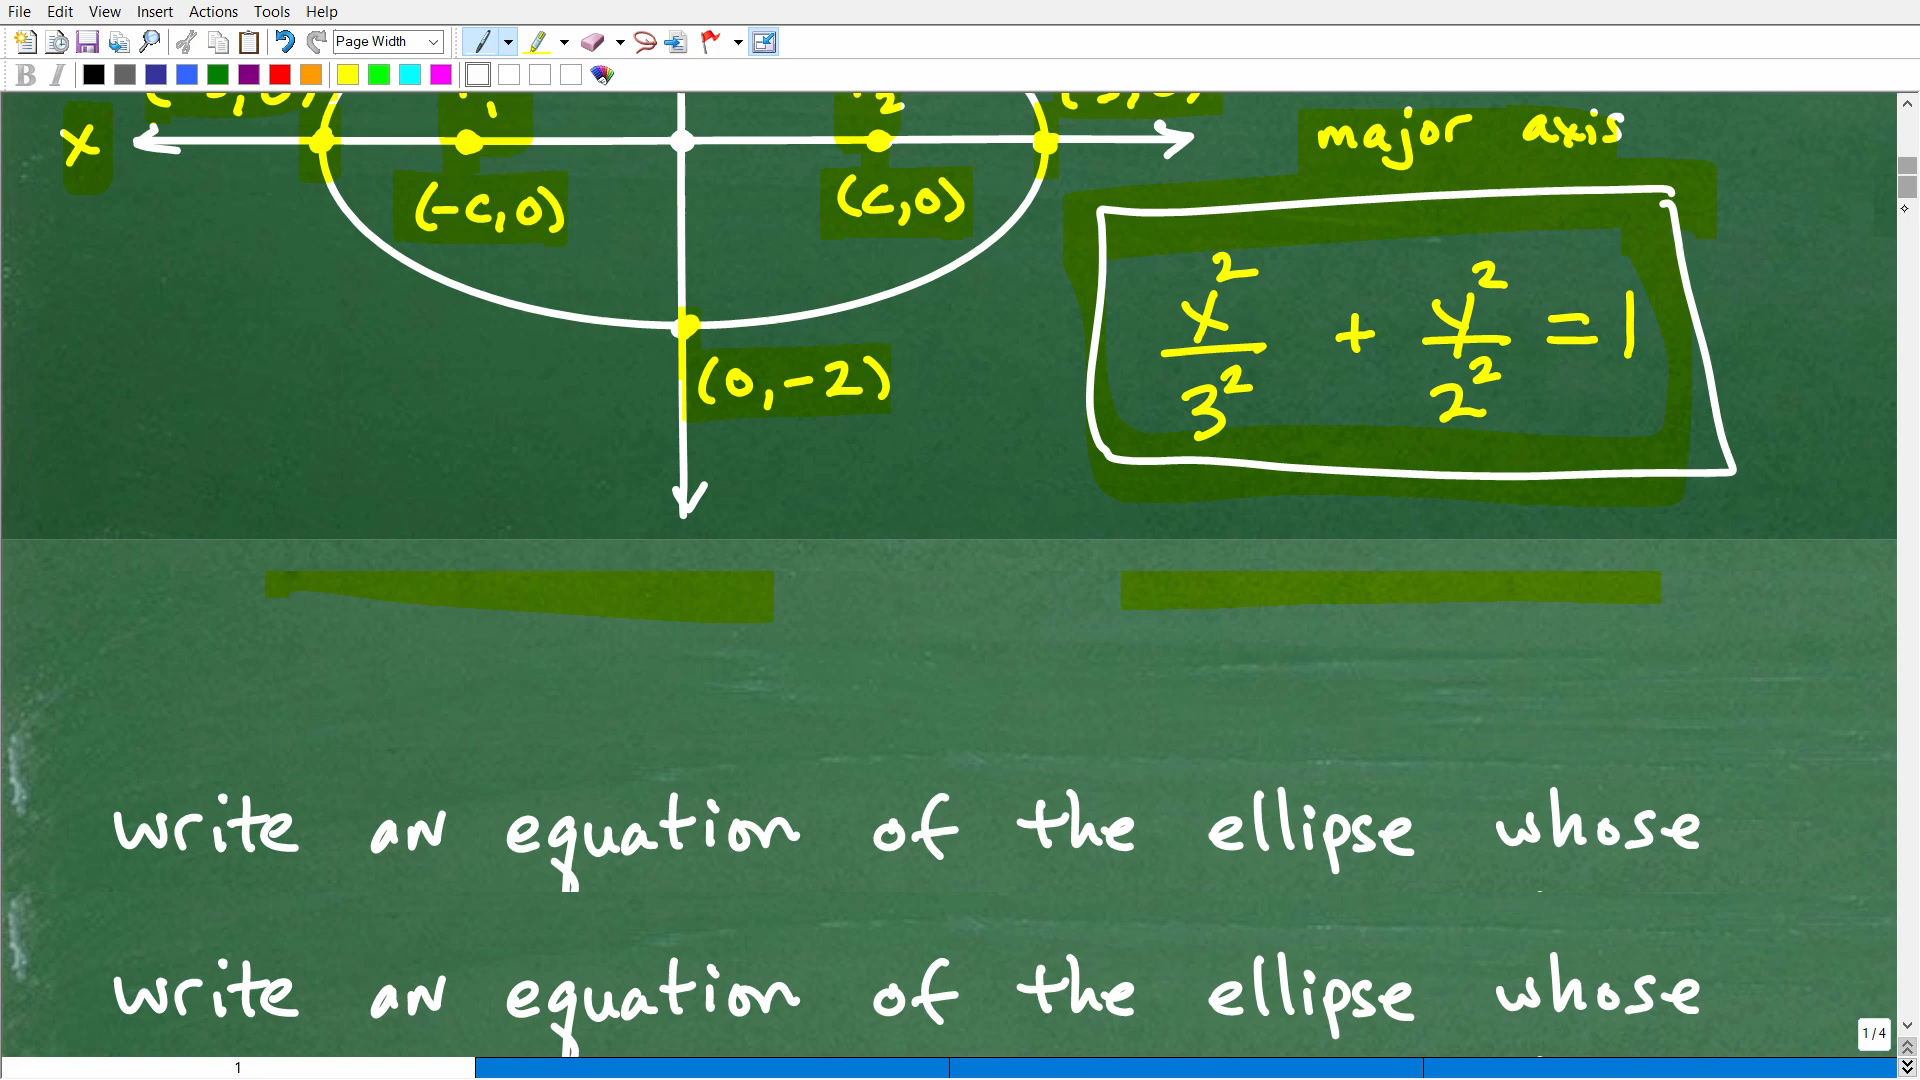 File Edit View Insert Actions Tools Help
Page Width
B I
major axis
x
(-c,0) (c,0)
x² / 3² + y² / 2² = 1
(0,-2)
write an equation of the ellipse whose
write an equation of the ellipse whose
1 / 4
1